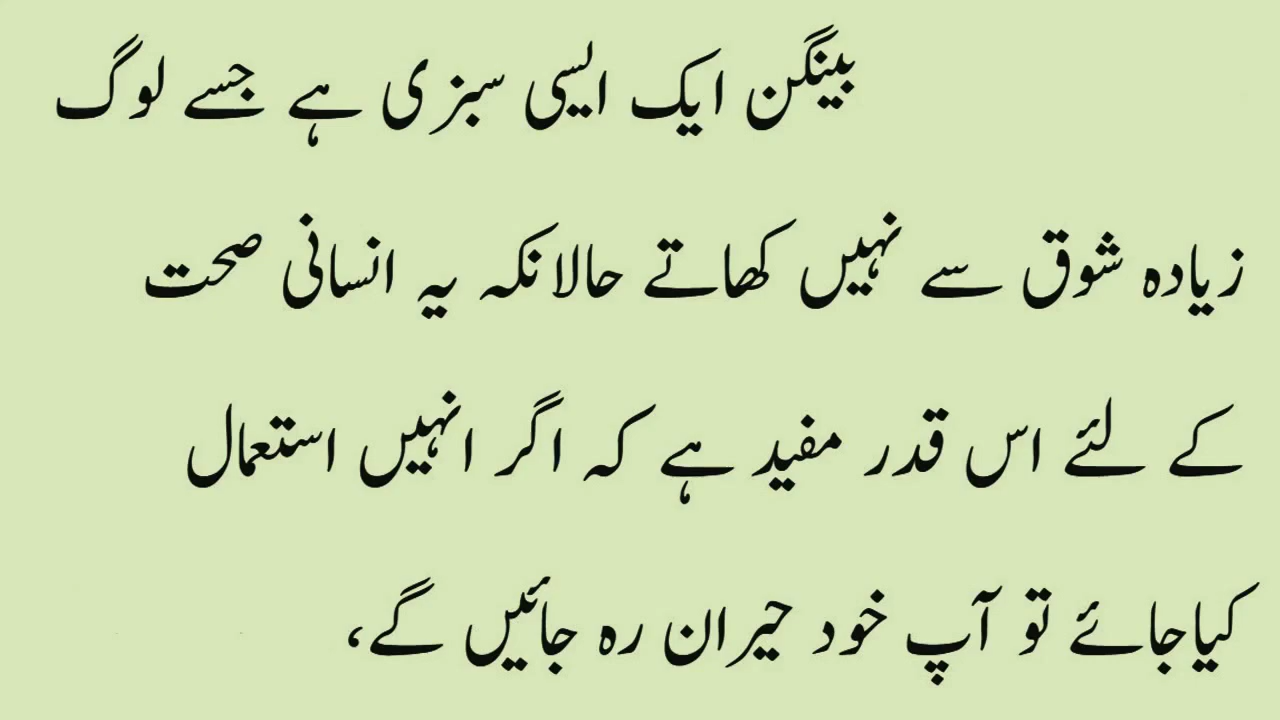 بینگن ایک ایسی سبزی ہے جسے لوگ
زیادہ شوق سے نہیں کھاتے حالانکہ یہ انسانی صحت
کے لئے اس قدر مفید ہے کہ اگر انہیں استعمال
کیاجائے تو آپ خود حیران رہ جائیں گے،